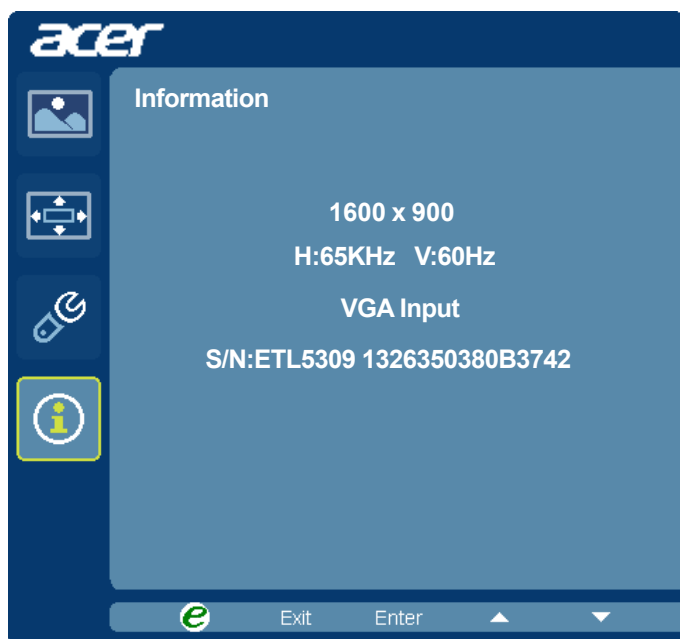 acer
Information
1600 x 900
H:65KHz V:60Hz
VGA Input
S/N:ETL5309 1326350380B3742
e Exit Enter